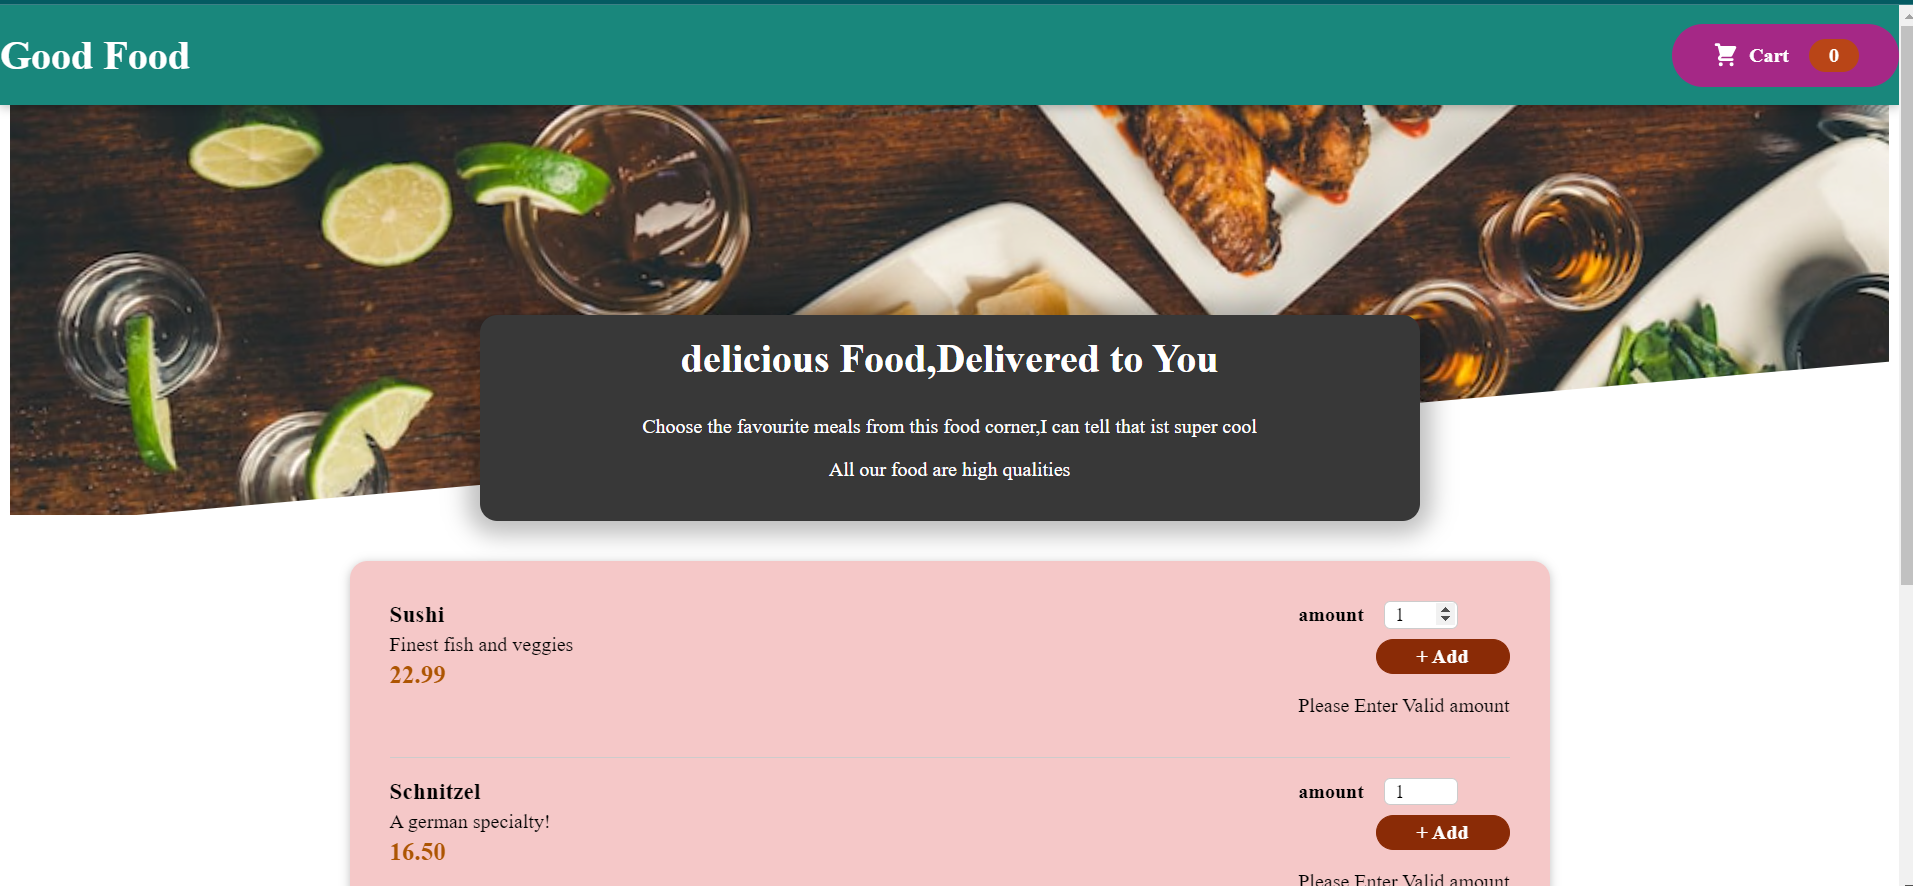 Good Food
Cart 0
delicious Food,Delivered to You
Choose the favourite meals from this food corner,I can tell that ist super cool
All our food are high qualities
Sushi
amount 1
Finest fish and veggies
+ Add
22.99
Please Enter Valid amount
Schnitzel
amount 1
A german specialty!
+ Add
16.50
Please Enter Valid amount